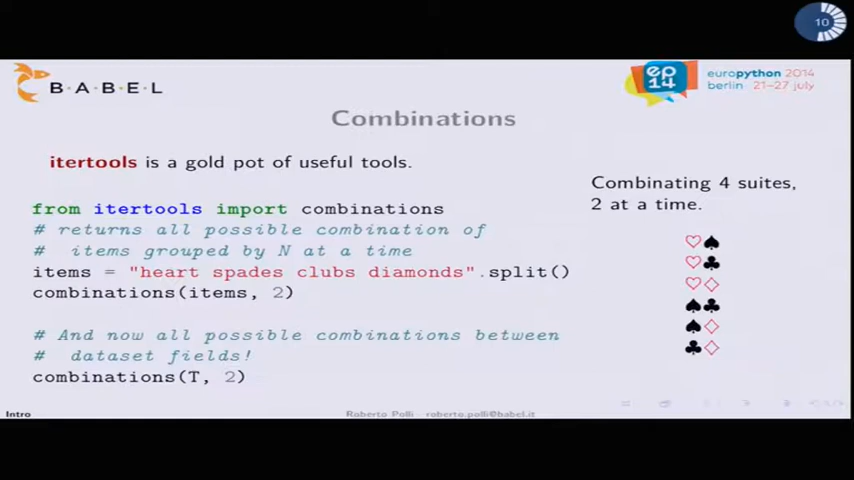 10
B·A·B·E·L
ep
14
europython 2014
berlin 21–27 july
Combinations
itertools is a gold pot of useful tools.
from itertools import combinations
# returns all possible combination of
# items grouped by N at a time
items = "heart spades clubs diamonds".split()
combinations(items, 2)
# And now all possible combinations between
# dataset fields!
combinations(T, 2)
Combinating 4 suites,
2 at a time.
♡♠
♡♣
♡♢
♠♣
♠♢
♣♢
Intro
Roberto Polli - roberto.polli@babel.it